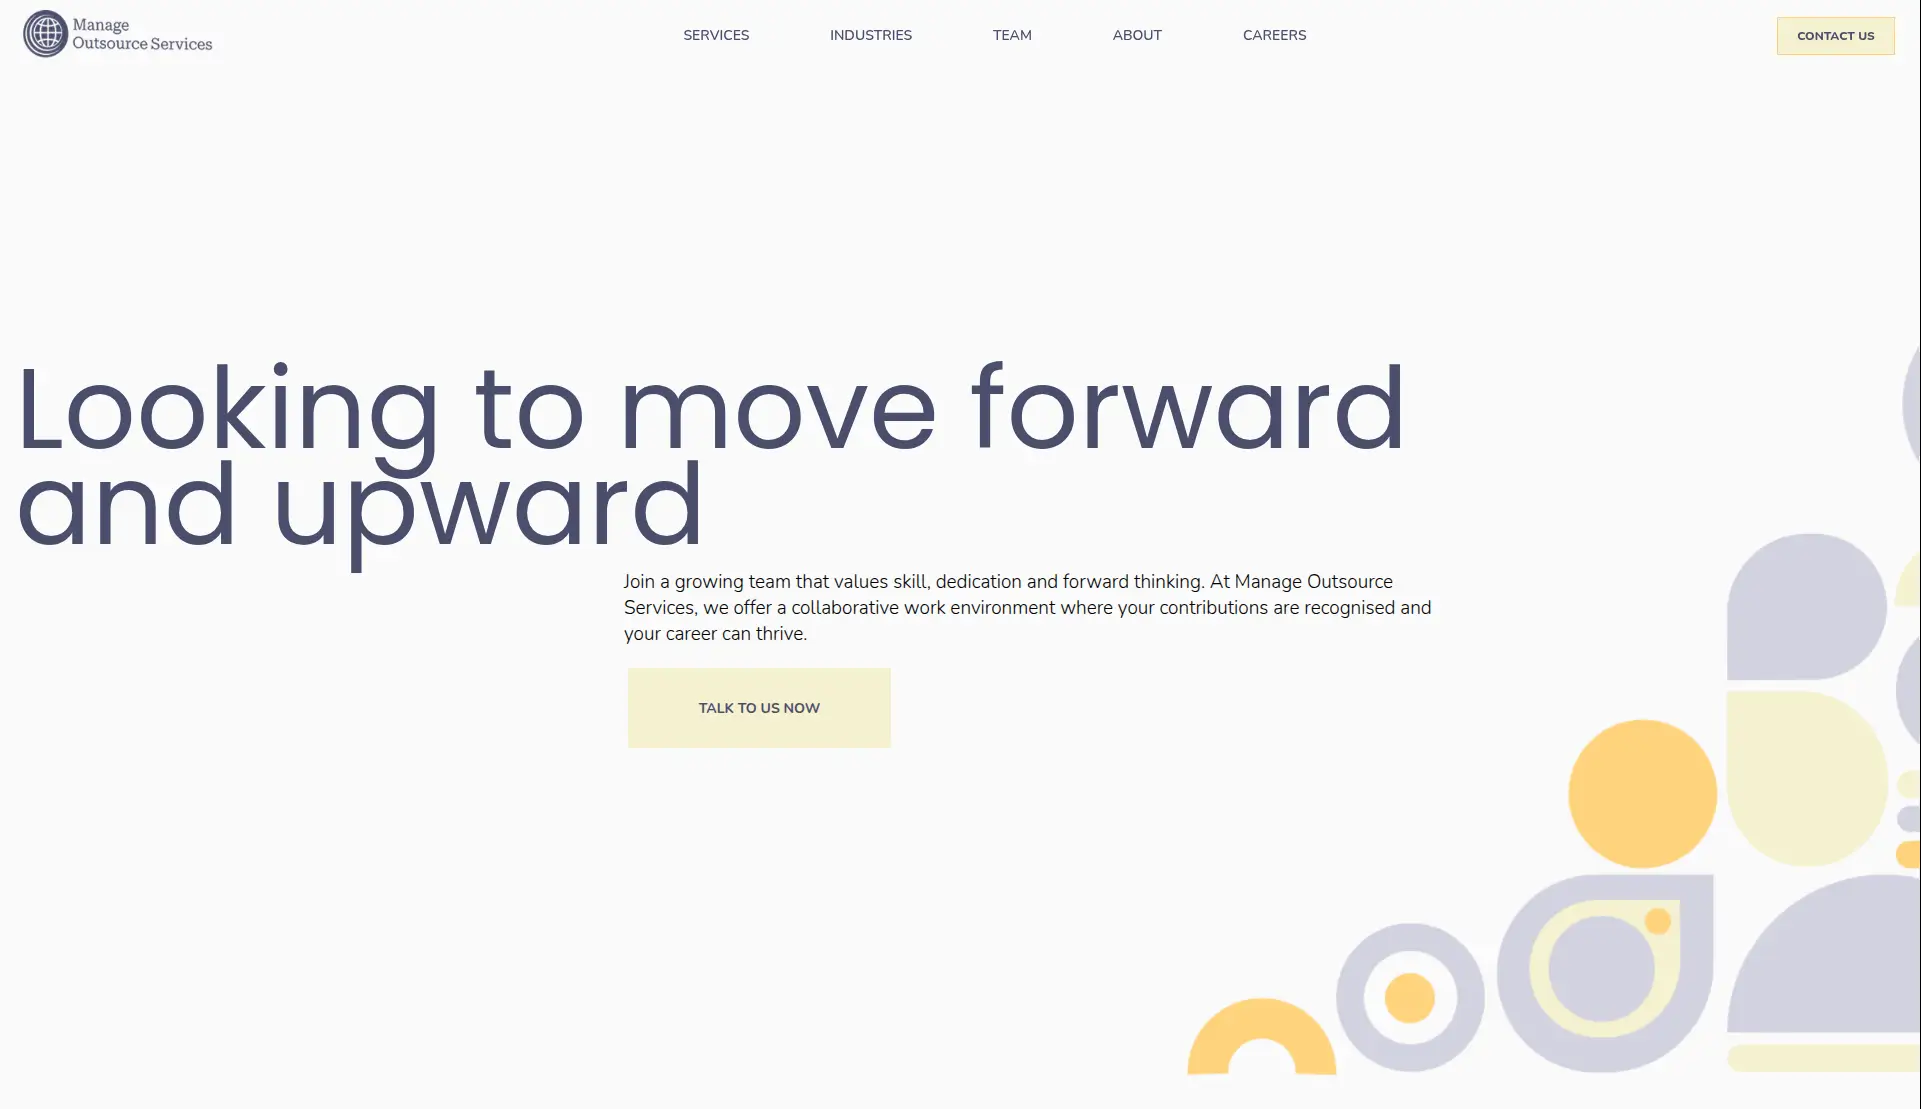 Manage
Outsource Services
SERVICES
INDUSTRIES
TEAM
ABOUT
CAREERS
CONTACT US
Looking to move forward
and upward
Join a growing team that values skill, dedication and forward thinking. At Manage Outsource
Services, we offer a collaborative work environment where your contributions are recognised and
your career can thrive.
TALK TO US NOW